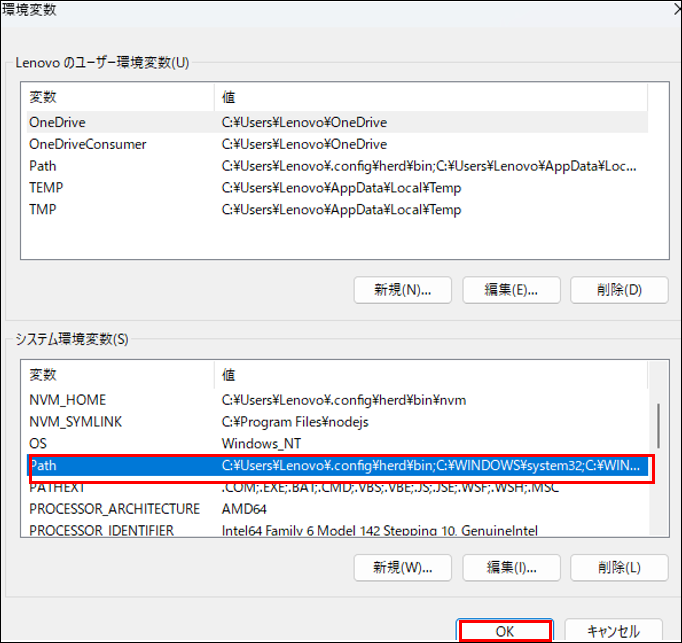 環境変数
Lenovo のユーザー環境変数(U)
変数 値
OneDrive C:¥Users¥Lenovo¥OneDrive
OneDriveConsumer C:¥Users¥Lenovo¥OneDrive
Path C:¥Users¥Lenovo¥.config¥herd¥bin;C:¥Users¥Lenovo¥AppData¥Loc...
TEMP C:¥Users¥Lenovo¥AppData¥Local¥Temp
TMP C:¥Users¥Lenovo¥AppData¥Local¥Temp
新規(N)... 編集(E)... 削除(D)
システム環境変数(S)
変数 値
NVM_HOME C:¥Users¥Lenovo¥.config¥herd¥bin¥nvm
NVM_SYMLINK C:¥Program Files¥nodejs
OS Windows_NT
Path C:¥Users¥Lenovo¥.config¥herd¥bin;C:¥WINDOWS¥system32;C:¥WIN...
PATHEXT .COM;.EXE;.BAT;.CMD;.VBS;.VBE;.JS;.JSE;.WSF;.WSH;.MSC
PROCESSOR_ARCHITECTURE AMD64
PROCESSOR_IDENTIFIER Intel64 Family 6 Model 142 Stepping 10, GenuineIntel
新規(W)... 編集(I)... 削除(L)
OK キャンセル